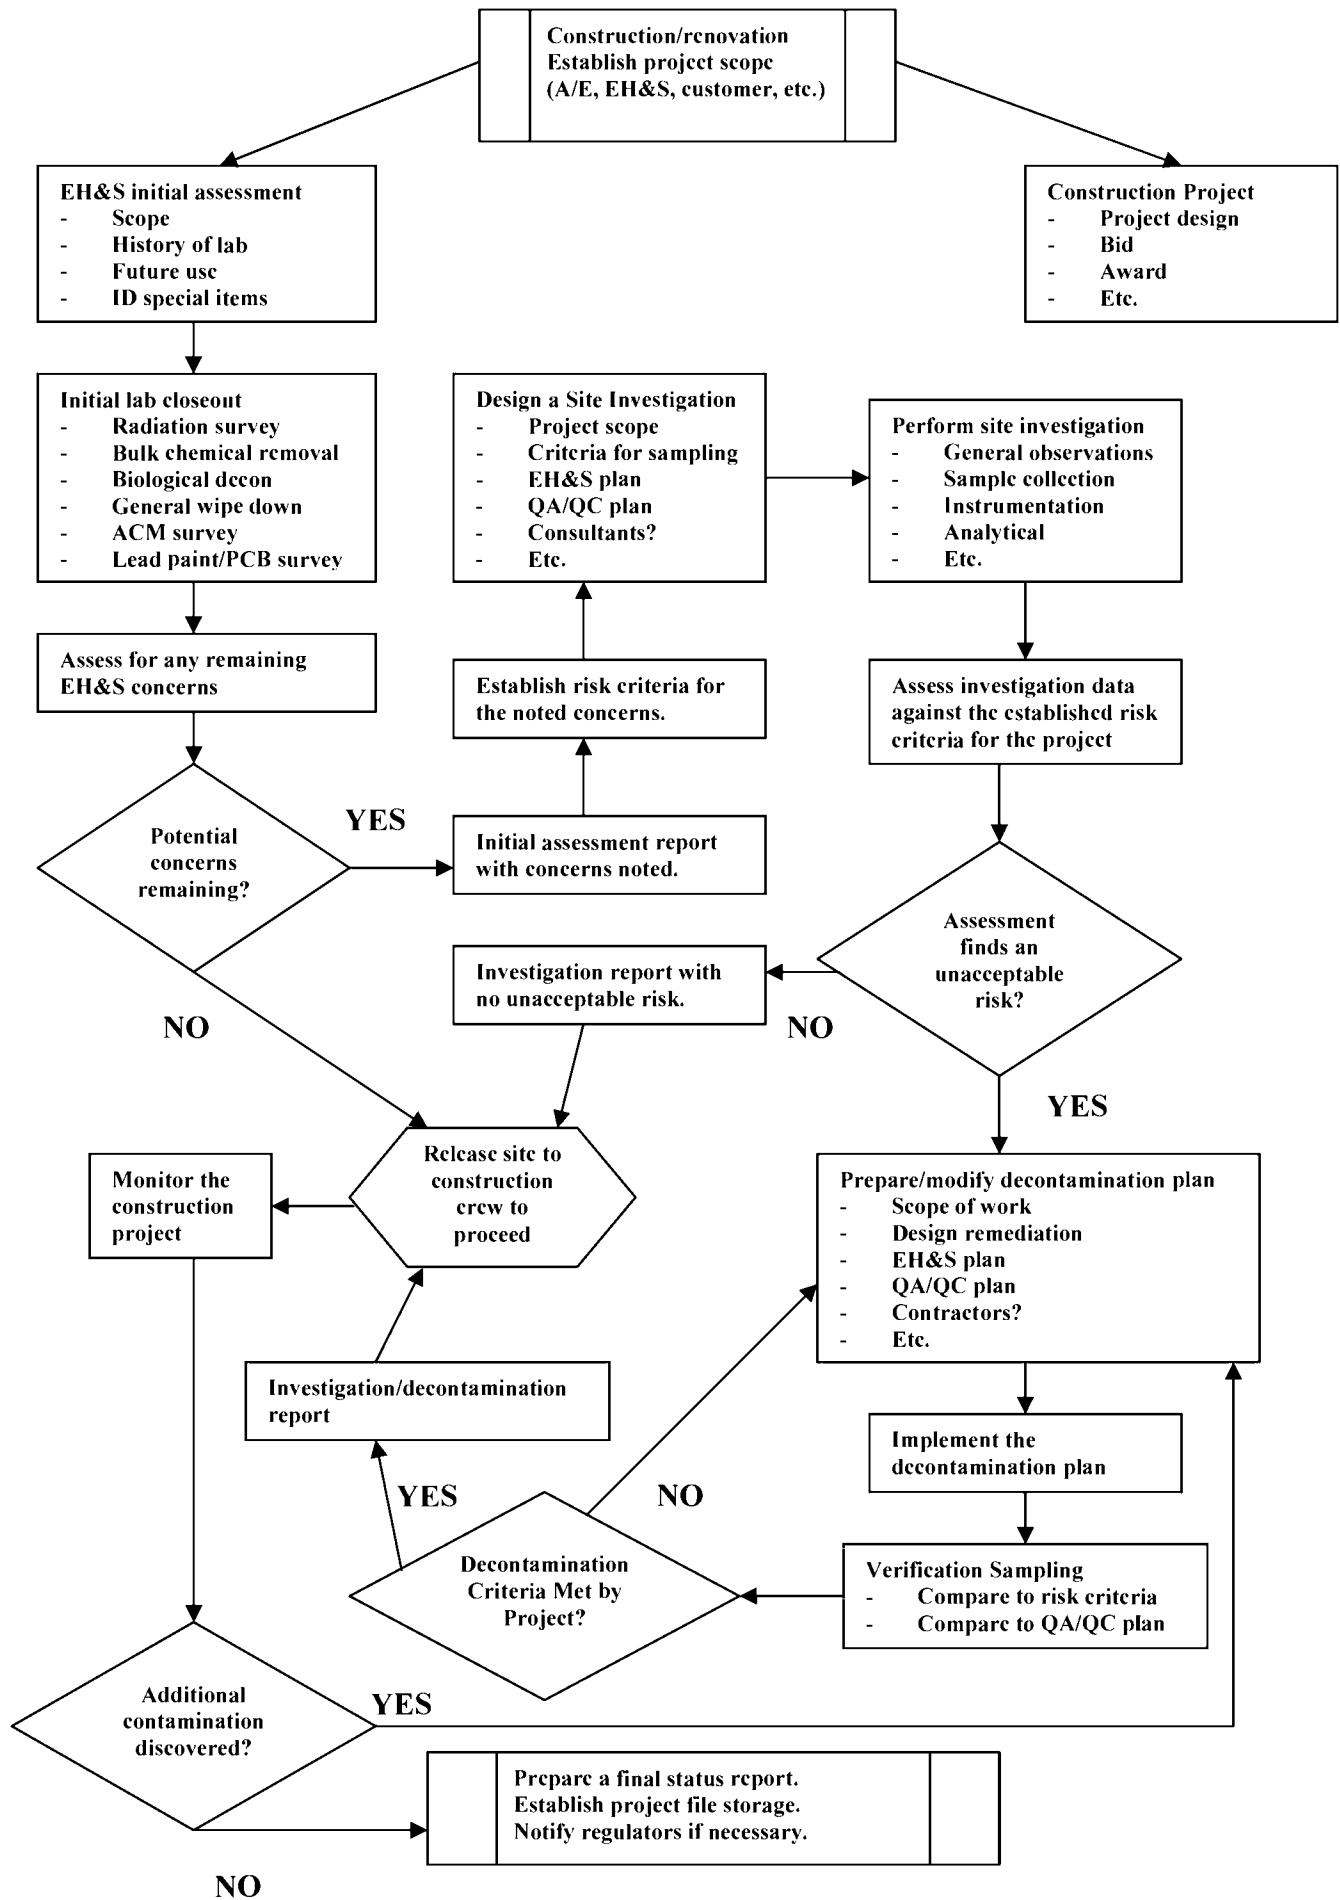 Construction/renovation
Establish project scope
(A/E, EH&S, customer, etc.)
EH&S initial assessment
- Scope
- History of lab
- Future use
- ID special items
Construction Project
- Project design
- Bid
- Award
- Etc.
Initial lab closeout
- Radiation survey
- Bulk chemical removal
- Biological decon
- General wipe down
- ACM survey
- Lead paint/PCB survey
Design a Site Investigation
- Project scope
- Criteria for sampling
- EH&S plan
- QA/QC plan
- Consultants?
- Etc.
Perform site investigation
- General observations
- Sample collection
- Instrumentation
- Analytical
- Etc.
Assess for any remaining
EH&S concerns
Establish risk criteria for
the noted concerns.
Assess investigation data
against the established risk
criteria for the project
Potential
concerns
remaining?
YES
Initial assessment report
with concerns noted.
Assessment
finds an
unacceptable
risk?
Investigation report with
no unacceptable risk.
NO
NO
YES
Monitor the
construction
project
Release site to
construction
crew to
proceed
Prepare/modify decontamination plan
- Scope of work
- Design remediation
- EH&S plan
- QA/QC plan
- Contractors?
- Etc.
Investigation/decontamination
report
Implement the
decontamination plan
YES
NO
Decontamination
Criteria Met by
Project?
Verification Sampling
- Compare to risk criteria
- Compare to QA/QC plan
Additional
contamination
discovered?
YES
Prepare a final status report.
Establish project file storage.
Notify regulators if necessary.
NO